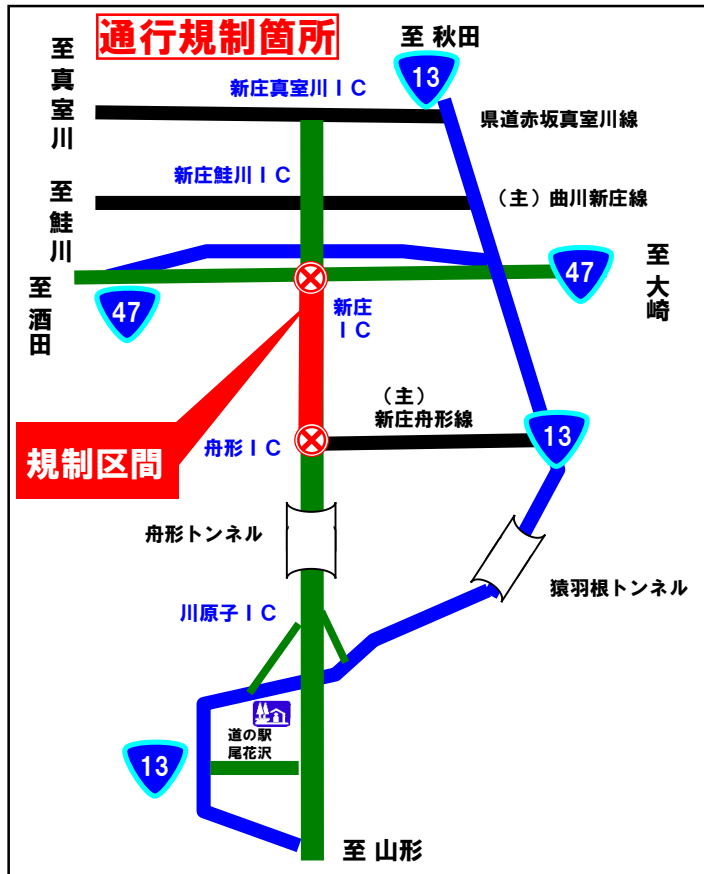 通行規制箇所
至 秋田
13
至真室川
新庄真室川ＩＣ
県道赤坂真室川線
至鮭川
新庄鮭川ＩＣ
（主）曲川新庄線
至酒田
47
47
至大崎
新庄
ＩＣ
規制区間
舟形ＩＣ
（主）
新庄舟形線
13
舟形トンネル
猿羽根トンネル
川原子ＩＣ
道の駅
尾花沢
13
至 山形